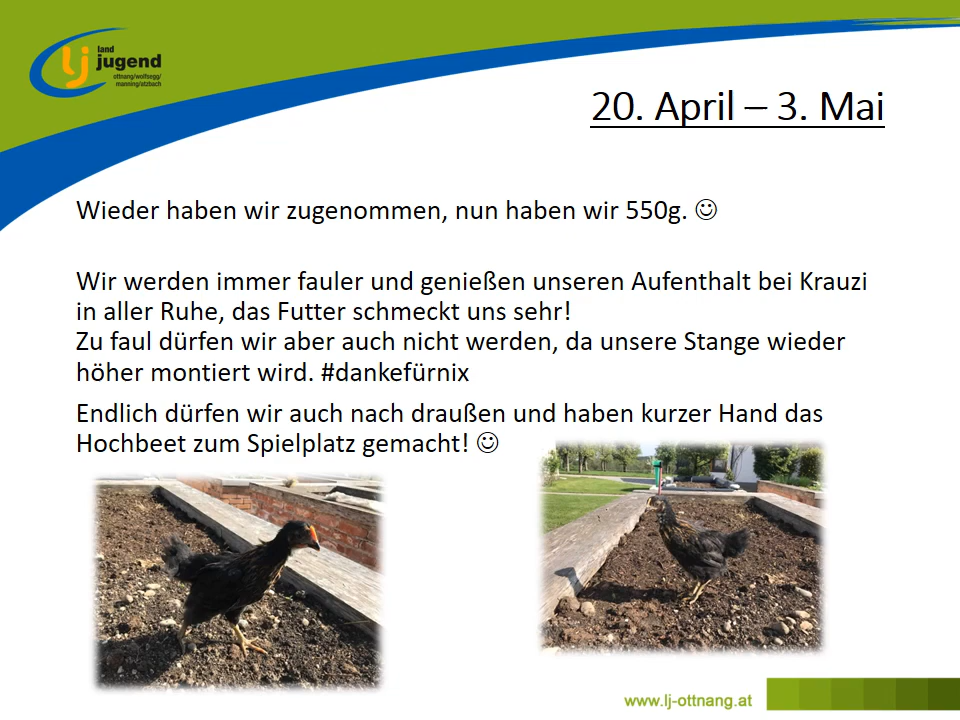 lj
land
jugend
ottnang/wolfsegg/
manning/atzbach
20. April – 3. Mai
Wieder haben wir zugenommen, nun haben wir 550g. ☺
Wir werden immer fauler und genießen unseren Aufenthalt bei Krauzi
in aller Ruhe, das Futter schmeckt uns sehr!
Zu faul dürfen wir aber auch nicht werden, da unsere Stange wieder
höher montiert wird. #dankefürnix
Endlich dürfen wir auch nach draußen und haben kurzer Hand das
Hochbeet zum Spielplatz gemacht! ☺
www.lj-ottnang.at